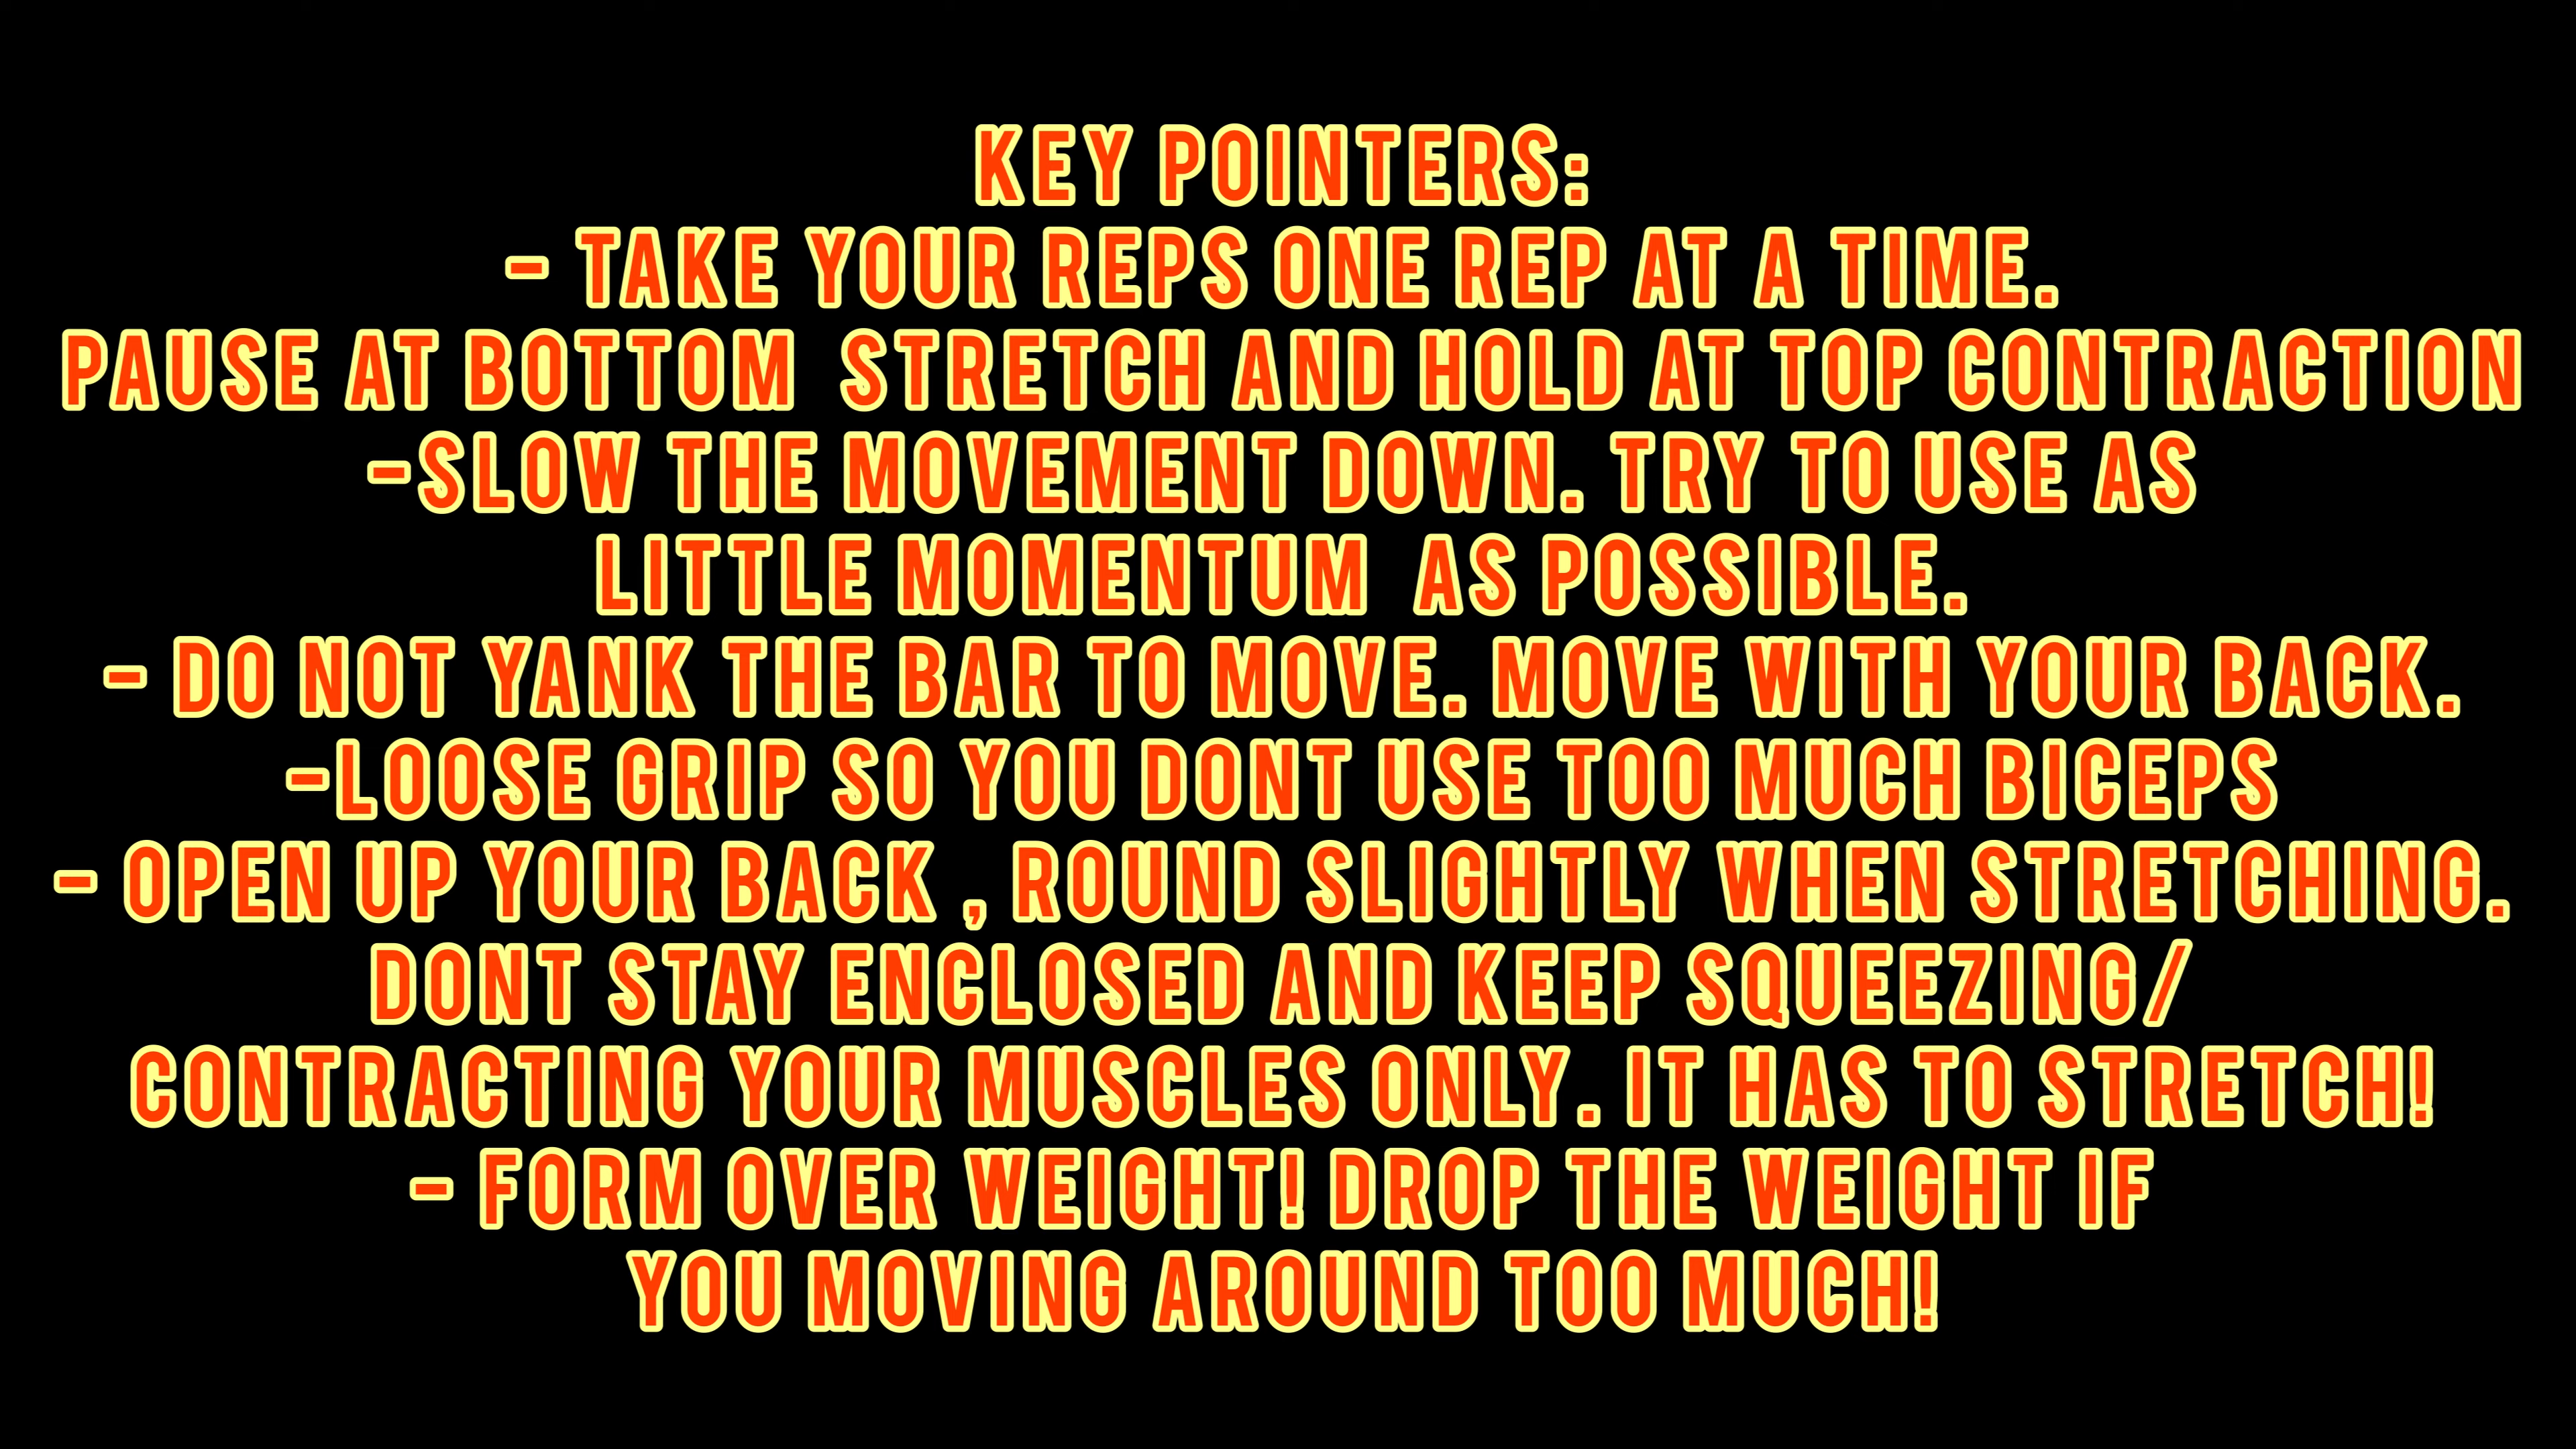 KEY POINTERS:
- TAKE YOUR REPS ONE REP AT A TIME.
PAUSE AT BOTTOM STRETCH AND HOLD AT TOP CONTRACTION
-SLOW THE MOVEMENT DOWN. TRY TO USE AS
LITTLE MOMENTUM AS POSSIBLE.
- DO NOT YANK THE BAR TO MOVE. MOVE WITH YOUR BACK.
-LOOSE GRIP SO YOU DONT USE TOO MUCH BICEPS
- OPEN UP YOUR BACK , ROUND SLIGHTLY WHEN STRETCHING.
DONT STAY ENCLOSED AND KEEP SQUEEZING/
CONTRACTING YOUR MUSCLES ONLY. IT HAS TO STRETCH!
- FORM OVER WEIGHT! DROP THE WEIGHT IF
YOU MOVING AROUND TOO MUCH!